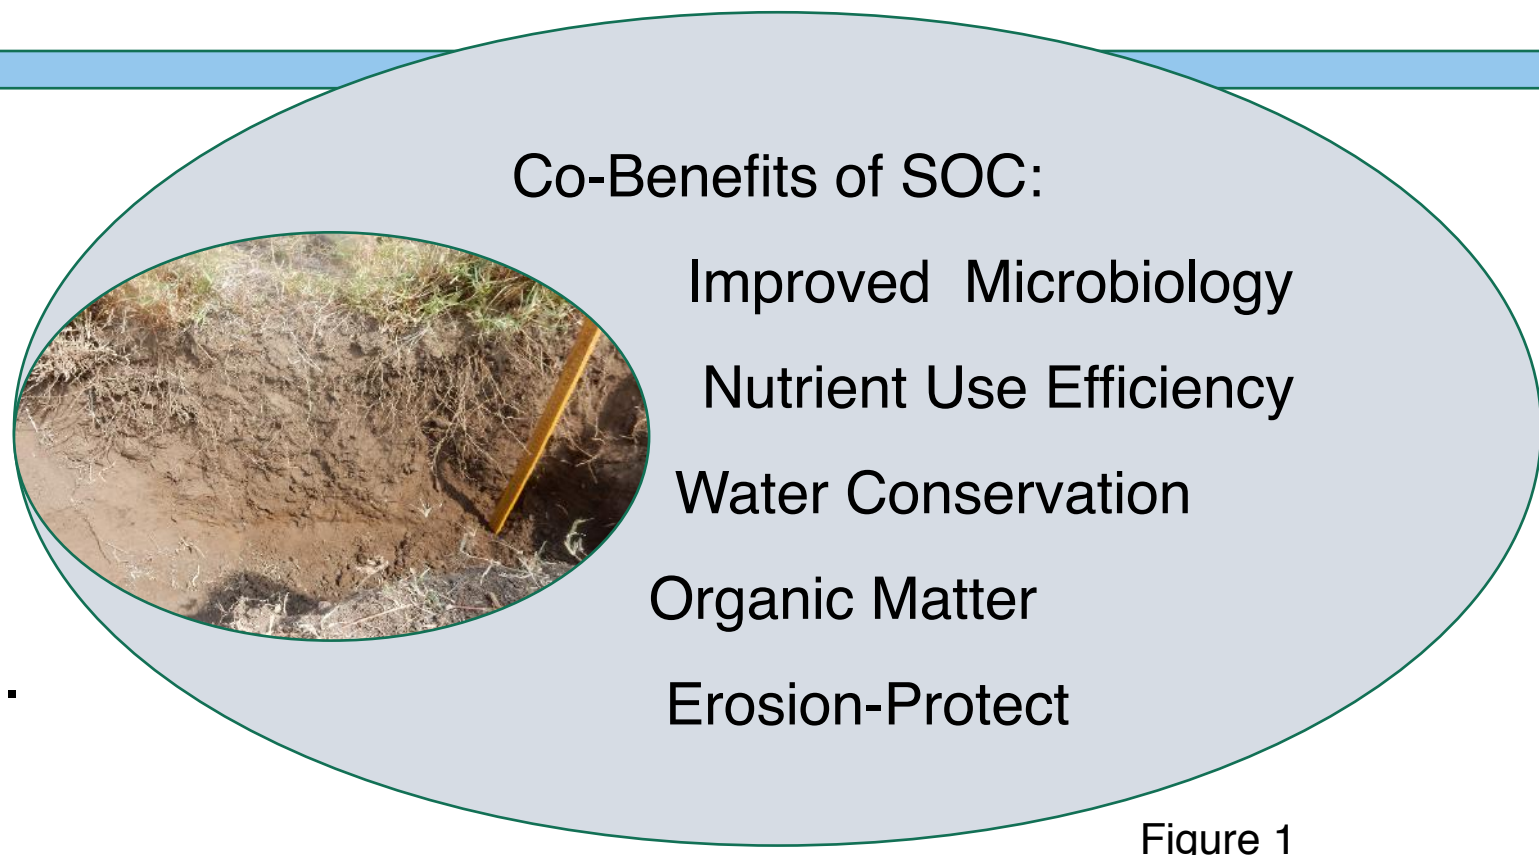 Co-Benefits of SOC:
Improved Microbiology
Nutrient Use Efficiency
Water Conservation
Organic Matter
Erosion-Protect
Figure 1